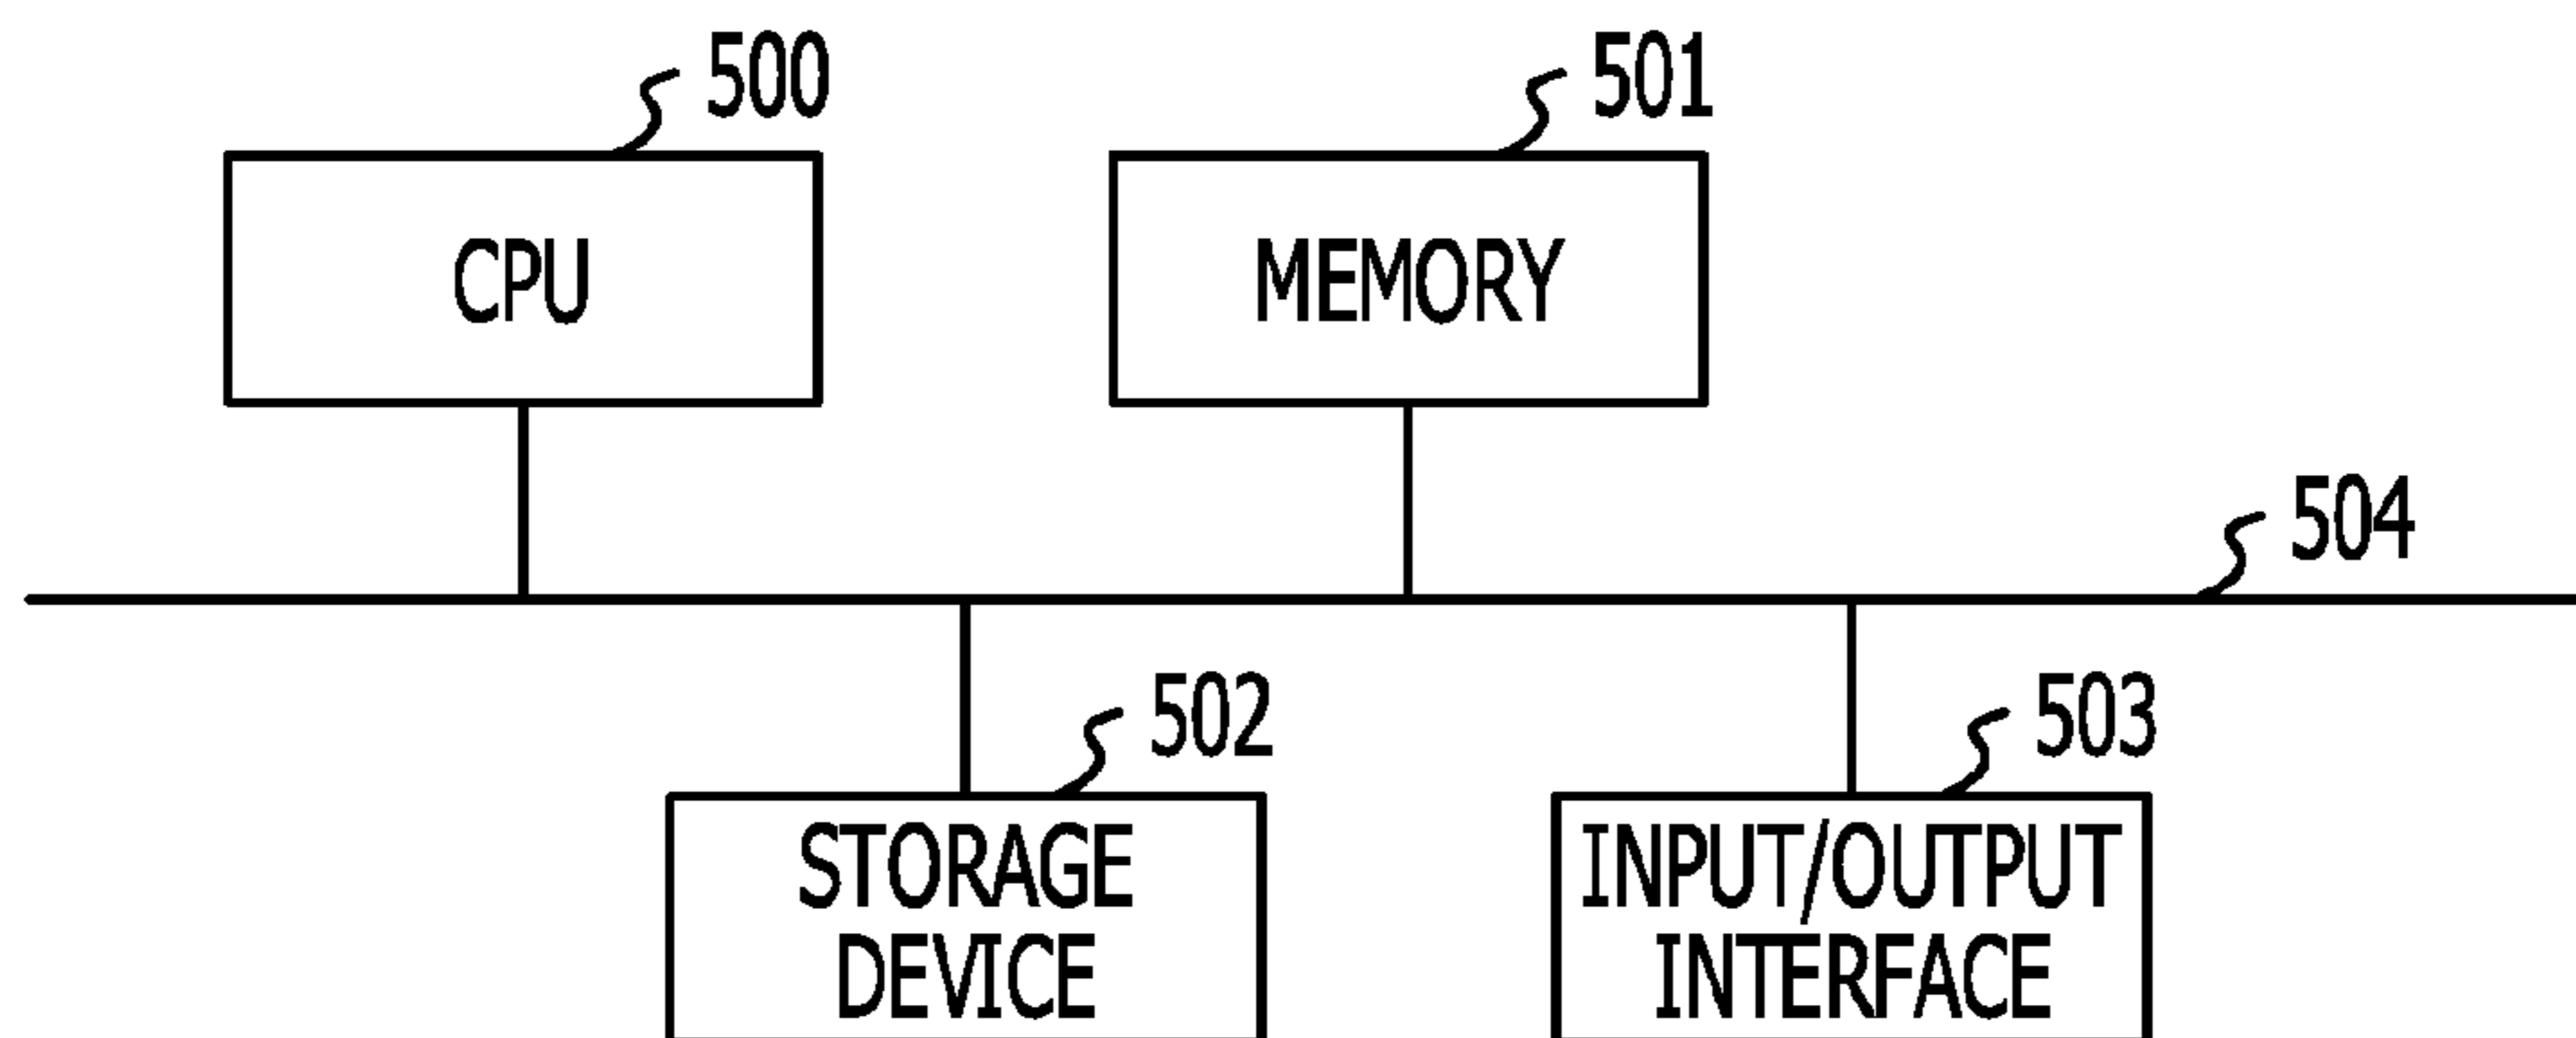 500
501
CPU
MEMORY
504
502
503
STORAGE
DEVICE
INPUT/OUTPUT
INTERFACE